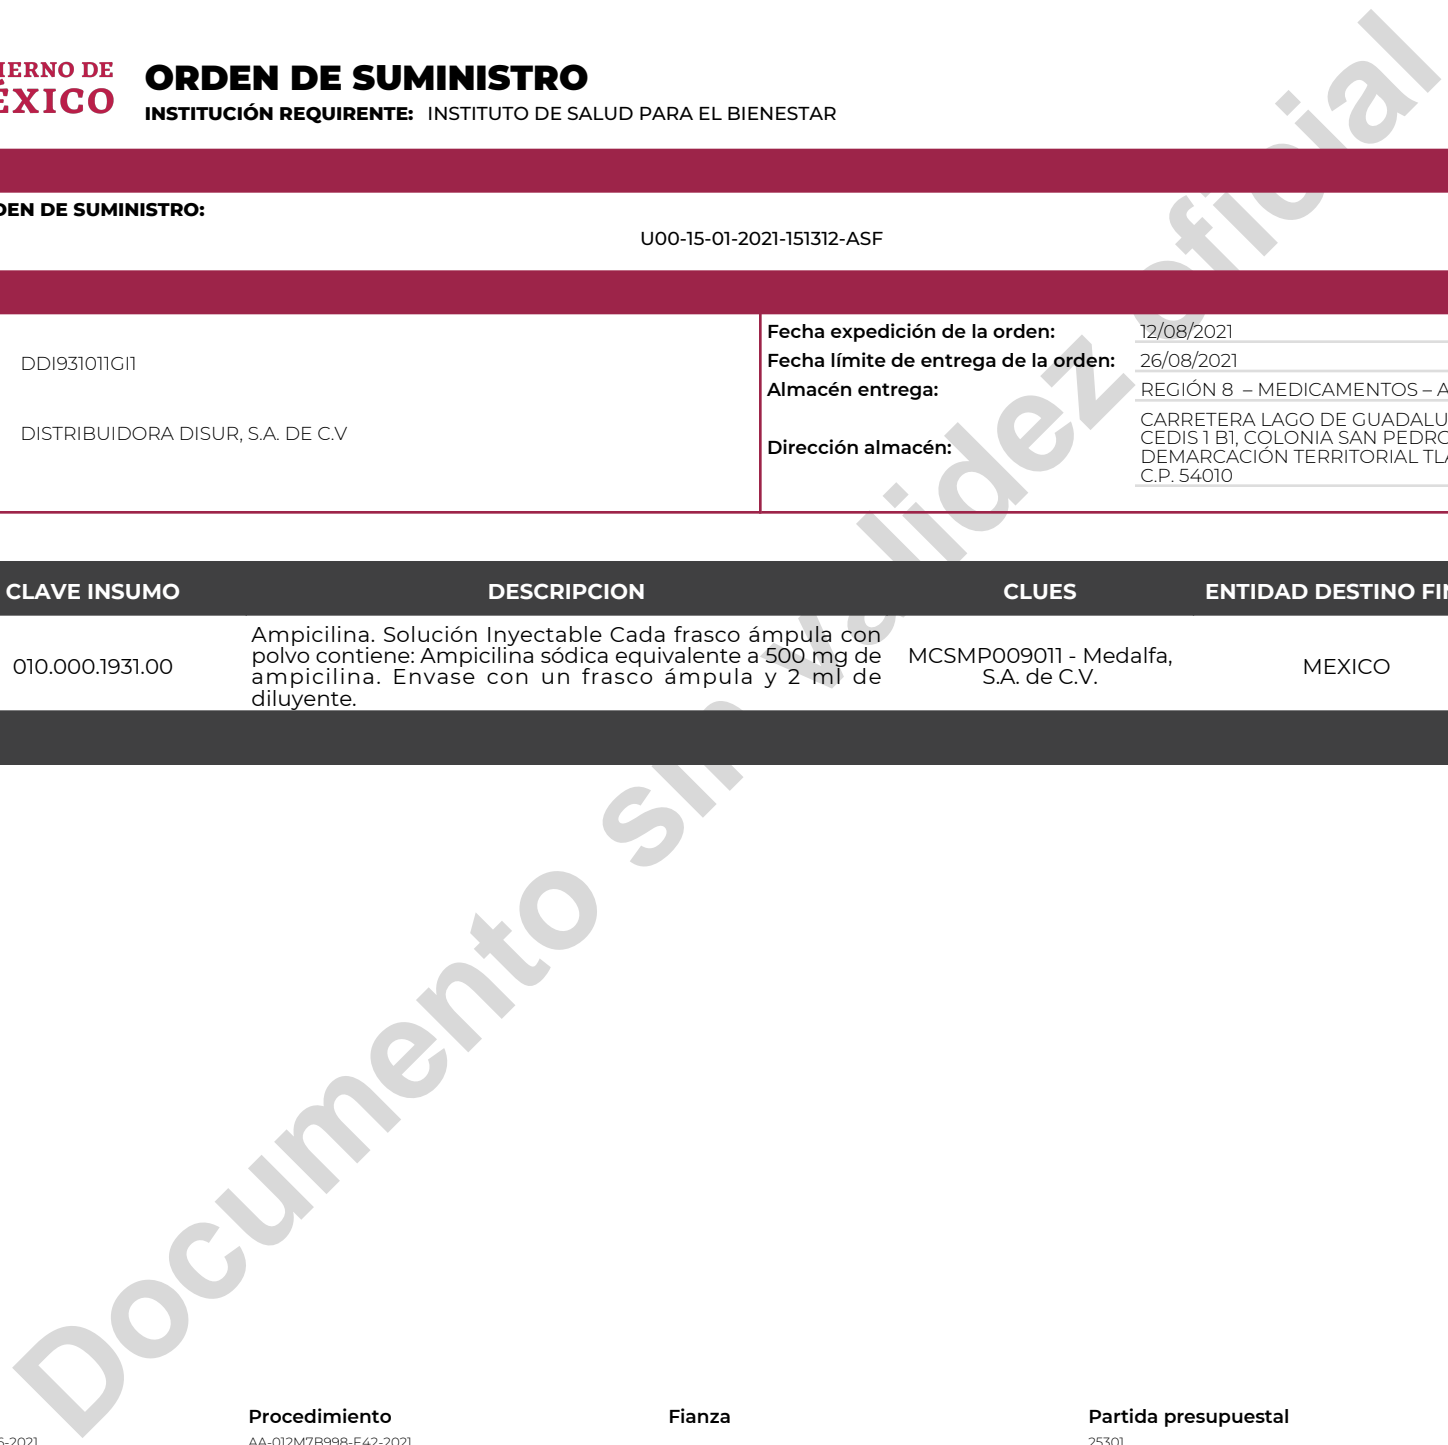 ORDEN DE SUMINISTRO
INSTITUCIÓN REQUIRENTE: INSTITUTO DE SALUD PARA EL BIENESTAR
DE
XICO
DE SUMINISTRO:
U00-15-01-2021-151312-ASF
DDI931011GI1
DISTRIBUIDORA DISUR, S.A. DE C.V
Fecha expedición de la orden: 12/08/2021
Fecha límite de entrega de la orden: 26/08/2021
Almacén entrega: REGIÓN 8 – MEDICAMENTOS – A
Dirección almacén:
CARRETERA LAGO DE GUADALU
CEDIS 1 B1, COLONIA SAN PEDRO
DEMARCACIÓN TERRITORIAL TLA
C.P. 54010
CLAVE INSUMO DESCRIPCION CLUES ENTIDAD DESTINO FIN
010.000.1931.00
Ampicilina. Solución Inyectable Cada frasco ámpula con
polvo contiene: Ampicilina sódica equivalente a 500 mg de
ampicilina. Envase con un frasco ámpula y 2 ml de
diluyente.
MCSMP009011 - Medalfa,
S.A. de C.V.
MEXICO
Documento sin validez oficial
Procedimiento Fianza Partida presupuestal
-2021 AA-012M7B998-E42-2021 25301